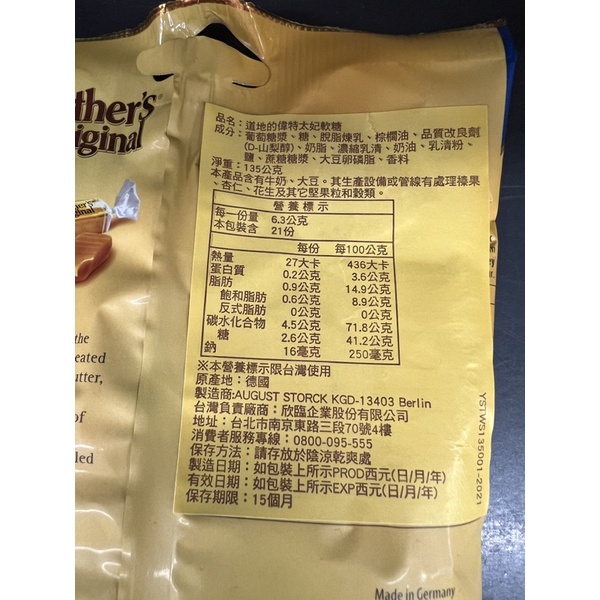 ther's
iginal
品名：道地的偉特太妃軟糖
成分：葡萄糖漿、糖、脫脂煉乳、棕櫚油、品質改良劑
(D-山梨醇)、奶脂、濃縮乳清、奶油、乳清粉、
鹽、蔗糖糖漿、大豆卵磷脂、香料
淨重：135公克
本產品含有牛奶、大豆。其生產設備或管線有處理榛果
、杏仁、花生及其它堅果粒和穀類。
營養標示
每一份量 6.3公克
本包裝含 21份
每份 每100公克
熱量 27大卡 436大卡
蛋白質 0.2公克 3.6公克
脂肪 0.9公克 14.9公克
飽和脂肪 0.6公克 8.9公克
反式脂肪 0公克 0公克
碳水化合物 4.5公克 71.8公克
糖 2.6公克 41.2公克
鈉 16毫克 250毫克
※本營養標示限台灣使用
原產地：德國
製造商:AUGUST STORCK KGD-13403 Berlin
台灣負責廠商：欣臨企業股份有限公司
地址：台北市南京東路三段70號4樓
消費者服務專線：0800-095-555
保存方法：請存放於陰涼乾爽處
製造日期：如包裝上所示PROD西元(日/月/年)
有效日期：如包裝上所示EXP西元(日/月/年)
保存期限：15個月
YSTWS135001-2021
the
eated
utter,
of
led
Made in Germany